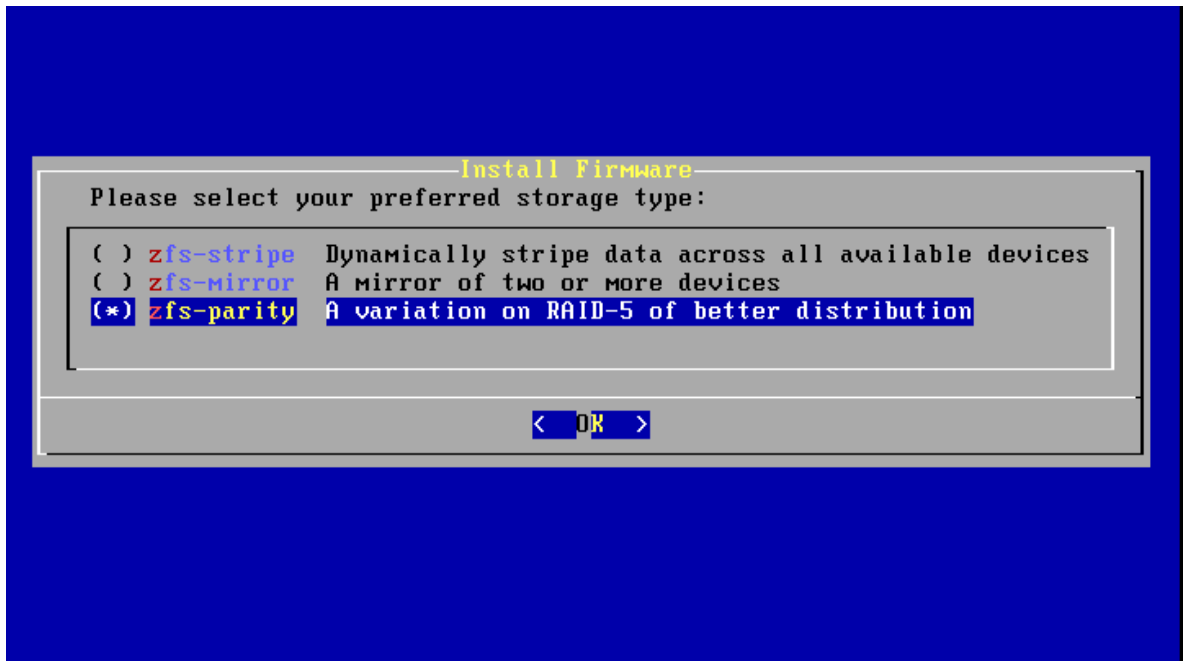 Install Firmware
Please select your preferred storage type:
( ) zfs-stripe Dynamically stripe data across all available devices
( ) zfs-mirror A mirror of two or more devices
(*) zfs-parity A variation on RAID-5 of better distribution
< OK >